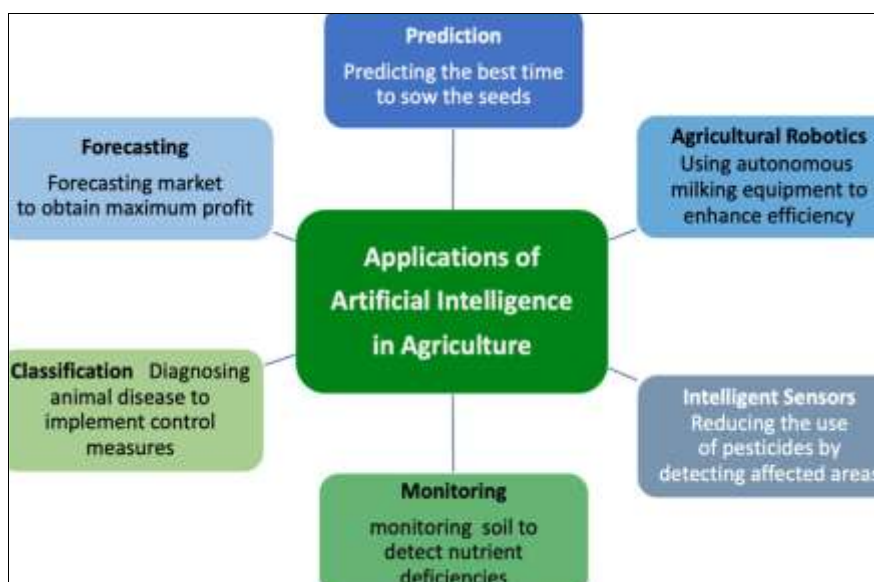 Prediction
Predicting the best time
to sow the seeds
Forecasting
Forecasting market
to obtain maximum profit
Agricultural Robotics
Using autonomous
milking equipment to
enhance efficiency
Applications of
Artificial Intelligence
in Agriculture
Classification Diagnosing
animal disease to
implement control
measures
Intelligent Sensors
Reducing the use
of pesticides by
detecting affected areas
Monitoring
monitoring soil to
detect nutrient
deficiencies